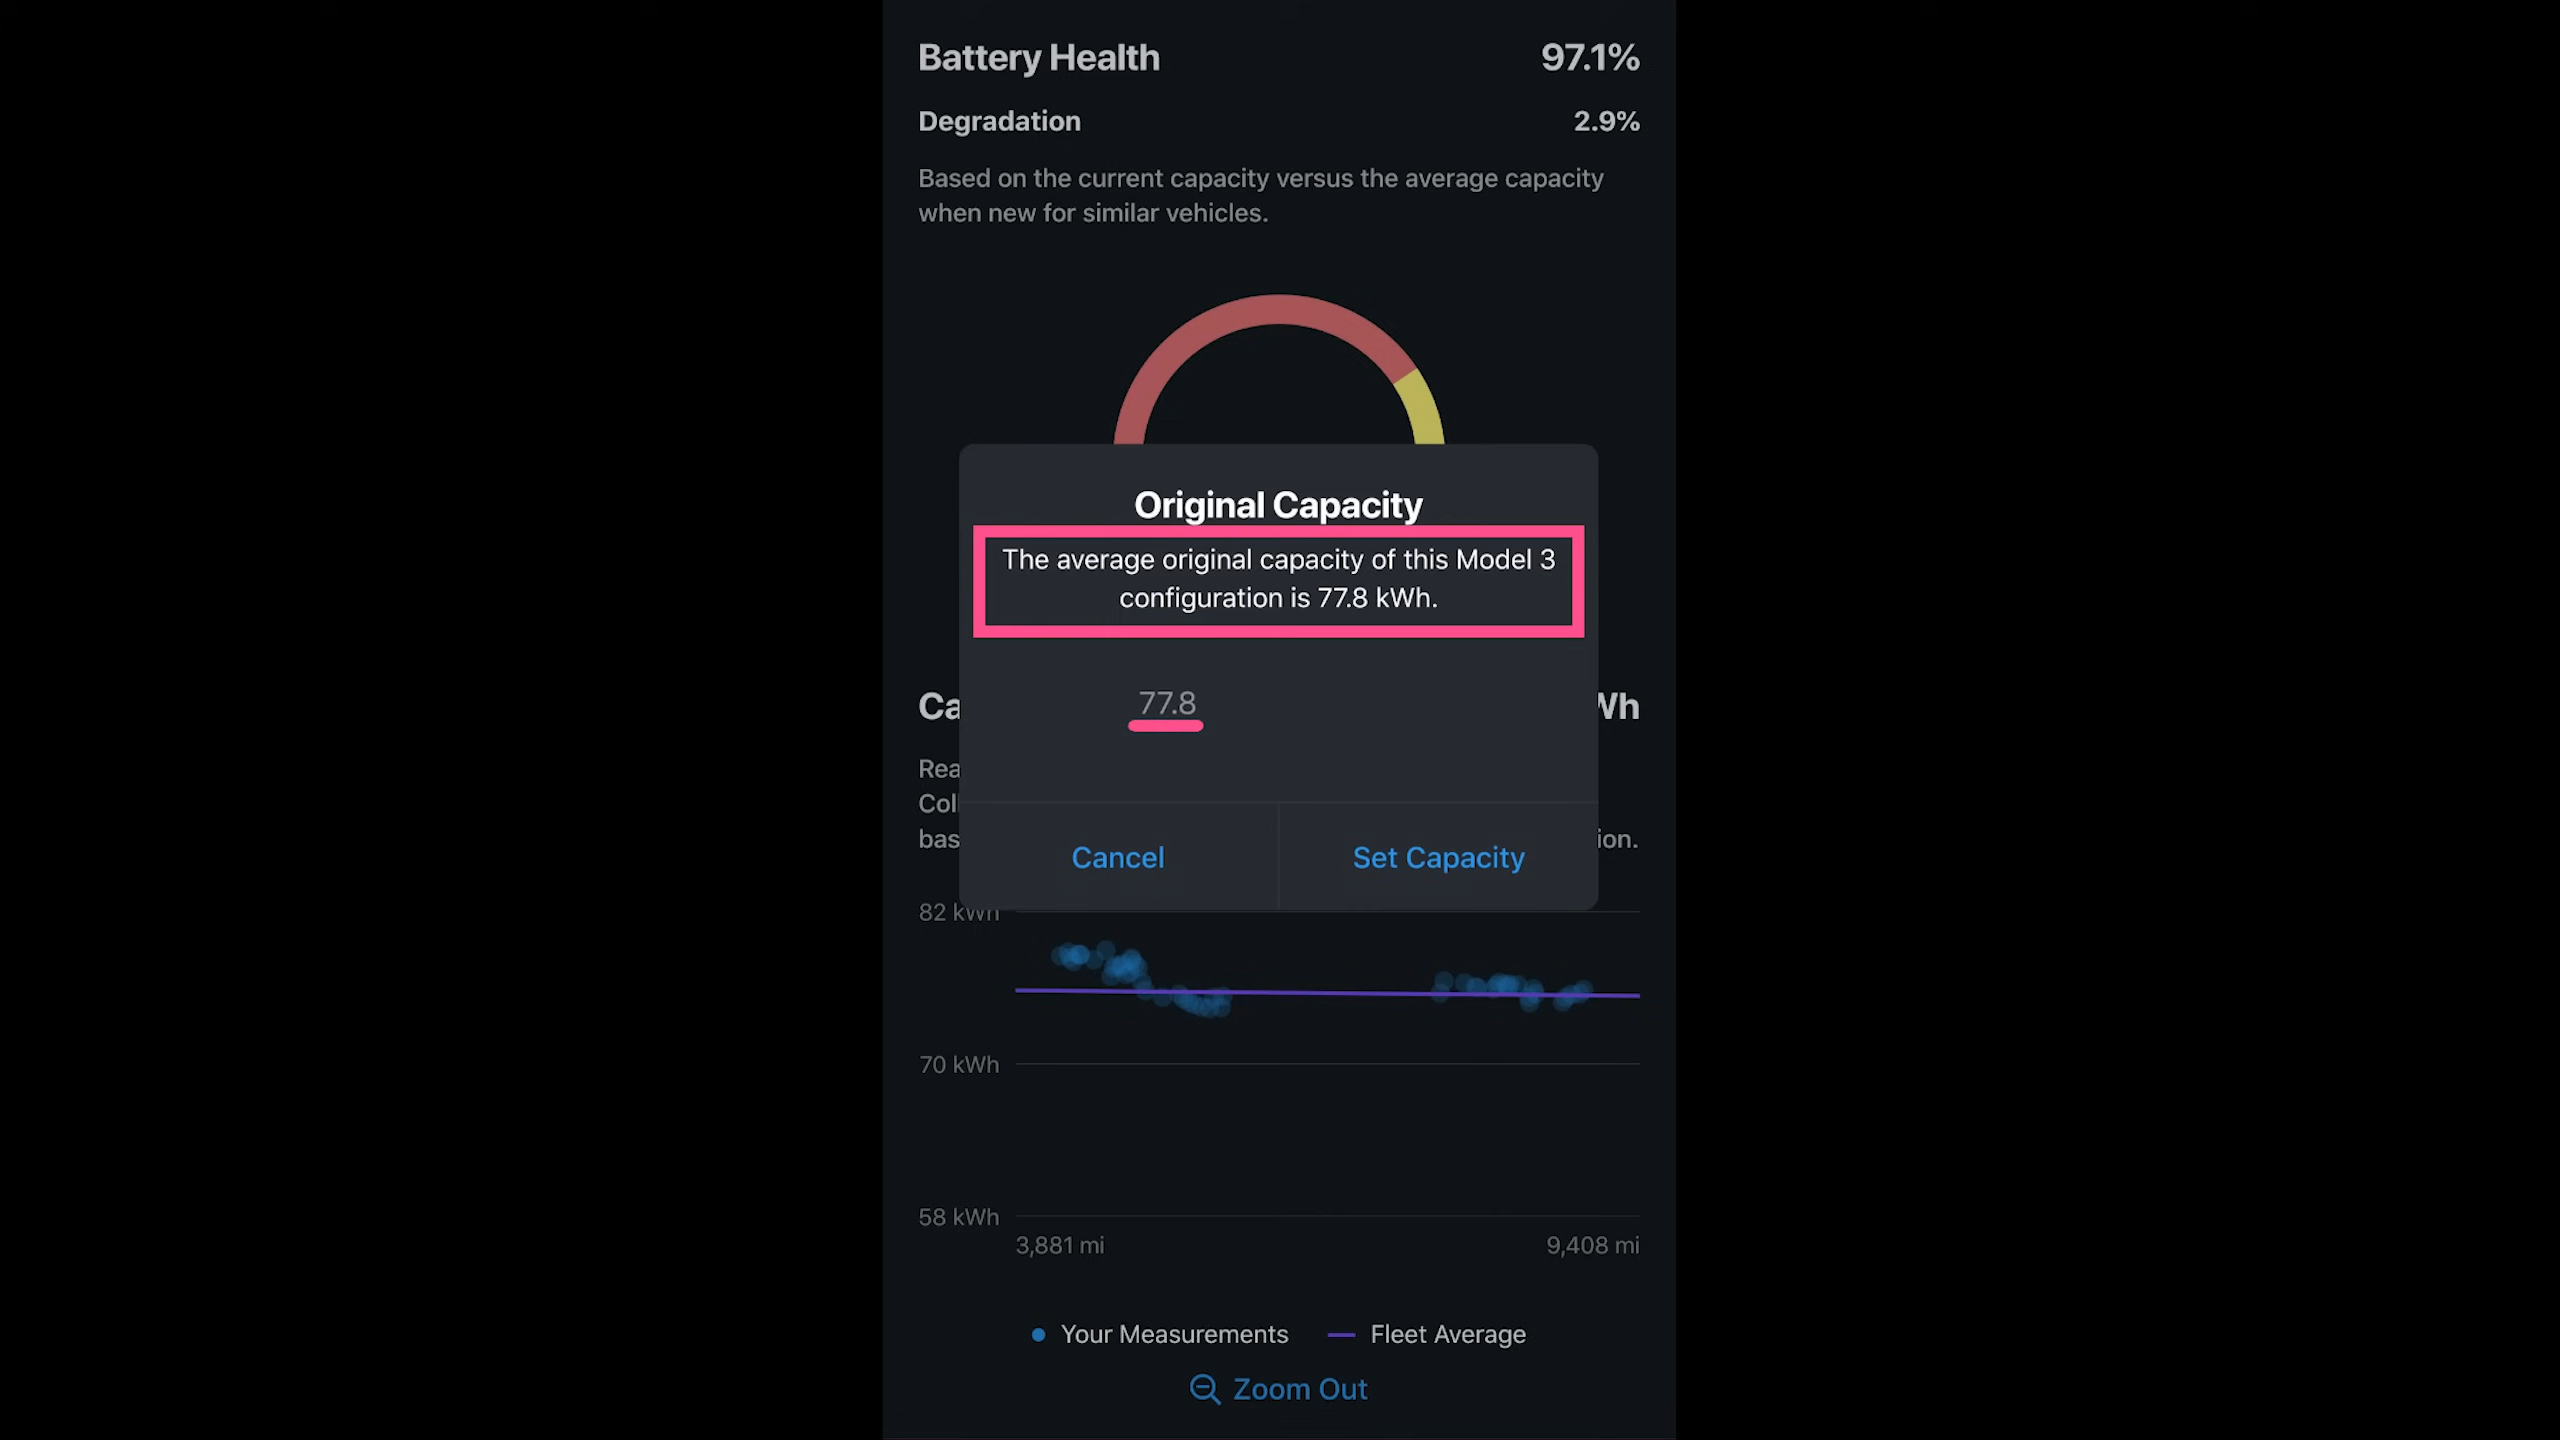 Battery Health 97.1%
Degradation 2.9%
Based on the current capacity versus the average capacity
when new for similar vehicles.
Original Capacity
The average original capacity of this Model 3
configuration is 77.8 kWh.
77.8
Cancel Set Capacity
82 kWh
70 kWh
58 kWh
3,881 mi 9,408 mi
Your Measurements Fleet Average
Zoom Out